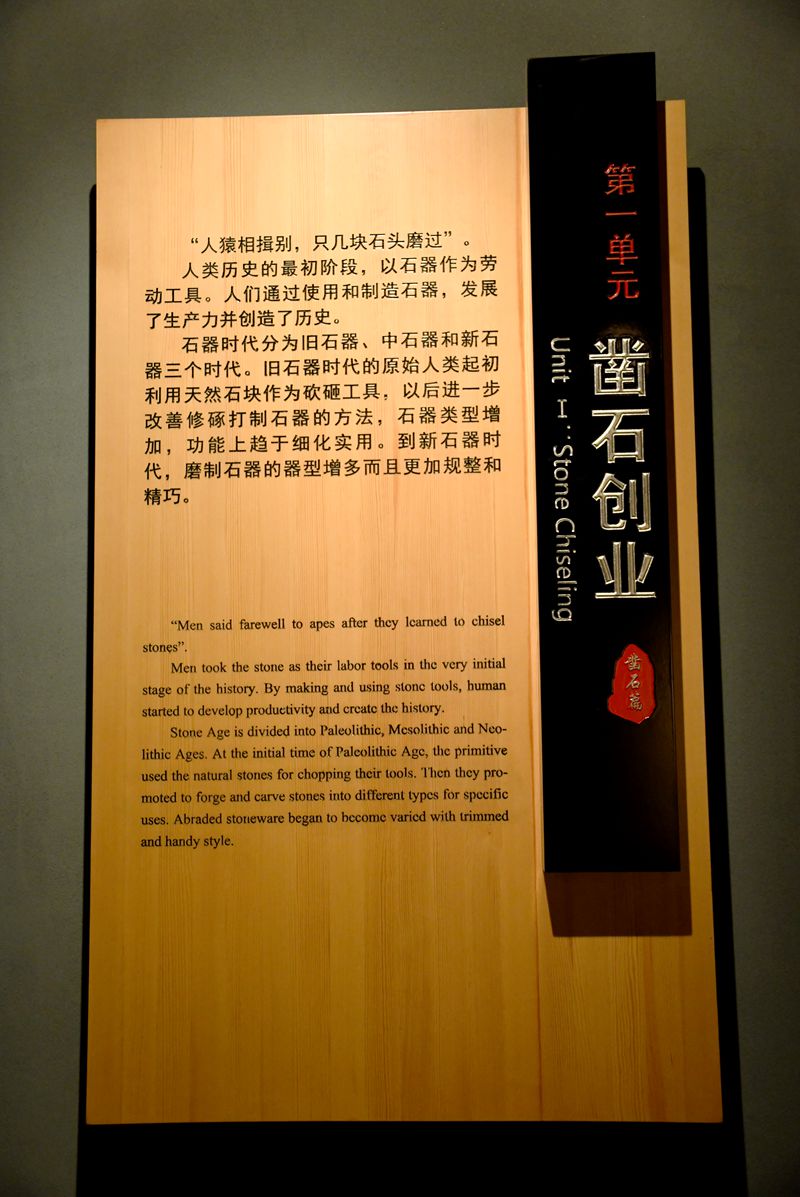 “人猿相揖别，只几块石头磨过”。
人类历史的最初阶段，以石器作为劳
动工具。人们通过使用和制造石器，发展
了生产力并创造了历史。
石器时代分为旧石器、中石器和新石
器三个时代。旧石器时代的原始人类起初
利用天然石块作为砍砸工具，以后进一步
改善修琢打制石器的方法，石器类型增
加，功能上趋于细化实用。到新石器时
代，磨制石器的器型增多而且更加规整和
精巧。
“Men said farewell to apes after they learned to chisel
stones”.
Men took the stone as their labor tools in the very initial
stage of the history. By making and using stone tools, human
started to develop productivity and create the history.
Stone Age is divided into Paleolithic, Mesolithic and Neo-
lithic Ages. At the initial time of Paleolithic Age, the primitive
used the natural stones for chopping their tools. Then they pro-
moted to forge and carve stones into different types for specific
uses. Abraded stoneware began to become varied with trimmed
and handy style.
第一单元
凿石创业
Unit I：Stone Chiseling
凿石篇